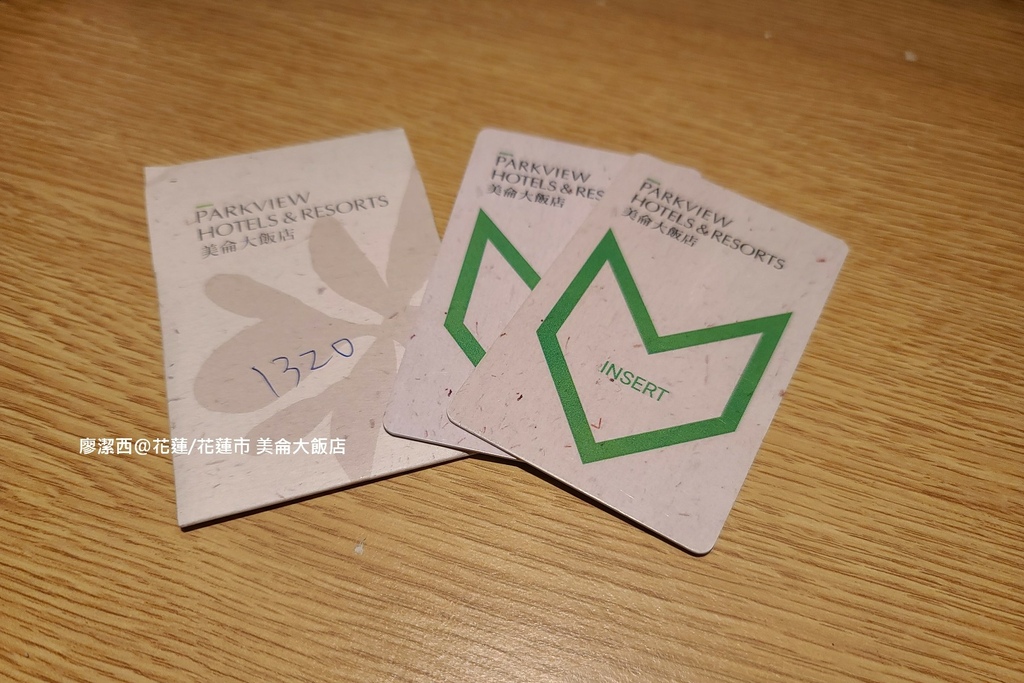 PARKVIEW
HOTELS & RESORTS
美侖大飯店
1320
PARKVIEW
HOTELS & RES
美侖大飯店
PARKVIEW
HOTELS & RESORTS
美侖大飯店
INSERT
廖潔西@花蓮/花蓮市 美侖大飯店